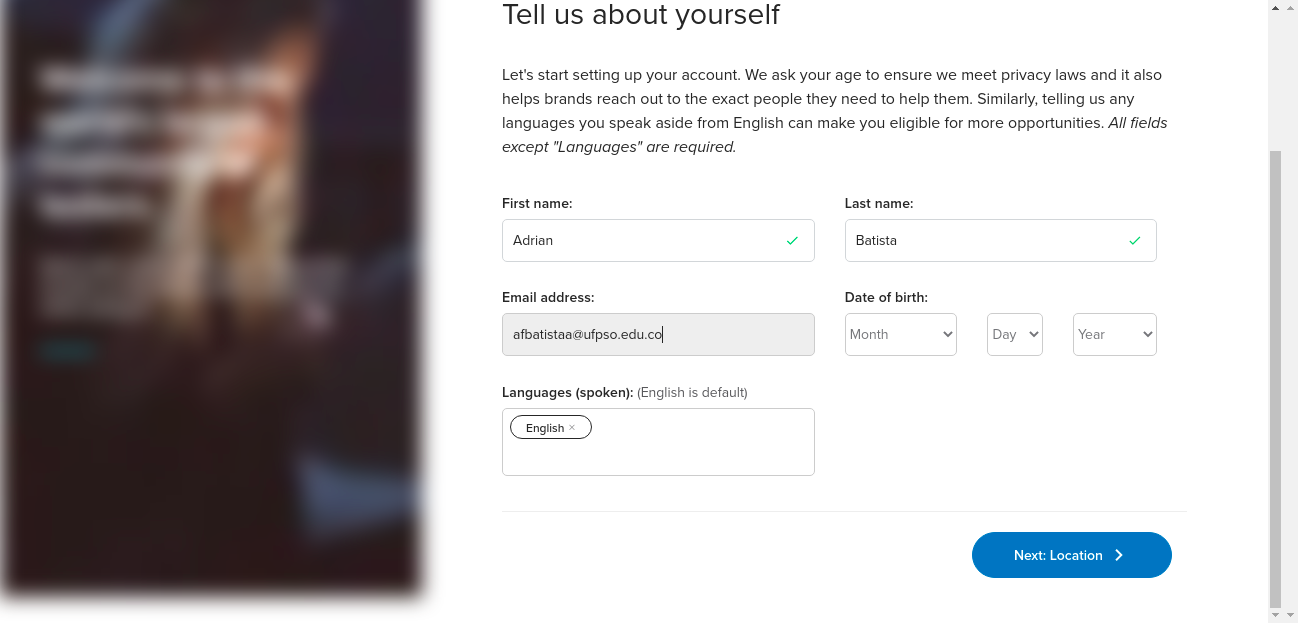 Tell us about yourself
Let's start setting up your account. We ask your age to ensure we meet privacy laws and it also
helps brands reach out to the exact people they need to help them. Similarly, telling us any
languages you speak aside from English can make you eligible for more opportunities. All fields
except "Languages" are required.
First name:
Last name:
Adrian
Batista
Email address:
Date of birth:
afbatistaa@ufpso.edu.co
Month
Day
Year
Languages (spoken): (English is default)
English ×
Next: Location